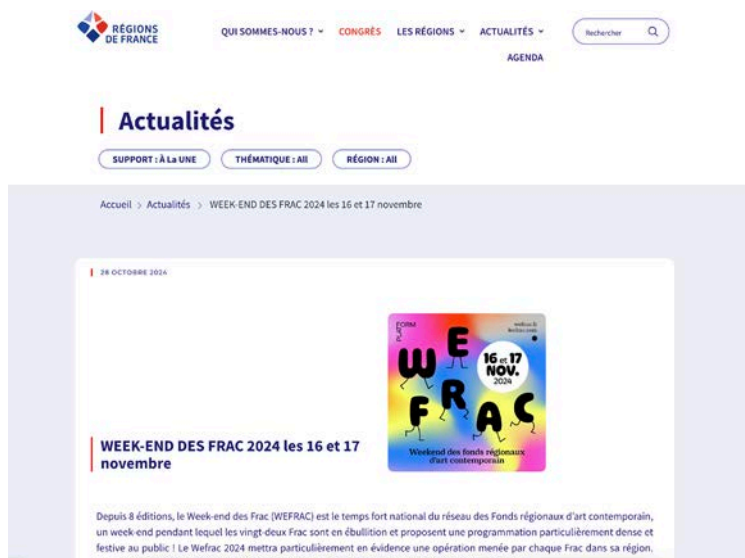 RÉGIONS
DE FRANCE
QUI SOMMES-NOUS ? CONGRÈS LES RÉGIONS ACTUALITÉS
Rechercher
AGENDA
Actualités
SUPPORT : À La UNE THÉMATIQUE : All RÉGION : All
Accueil > Actualités > WEEK-END DES FRAC 2024 les 16 et 17 novembre
28 OCTOBRE 2024
PLATFORM
WE
FRAC
16 et 17
NOV.
2024
Weekend des fonds régionaux
d'art contemporain
WEEK-END DES FRAC 2024 les 16 et 17
novembre
Depuis 8 éditions, le Week-end des Frac (WEFRAC) est le temps fort national du réseau des Fonds régionaux d'art contemporain,
un week-end pendant lequel les vingt-deux Frac sont en ébullition et proposent une programmation particulièrement dense et
festive au public ! Le Wefrac 2024 mettra particulièrement en évidence une opération menée par chaque Frac dans sa région.